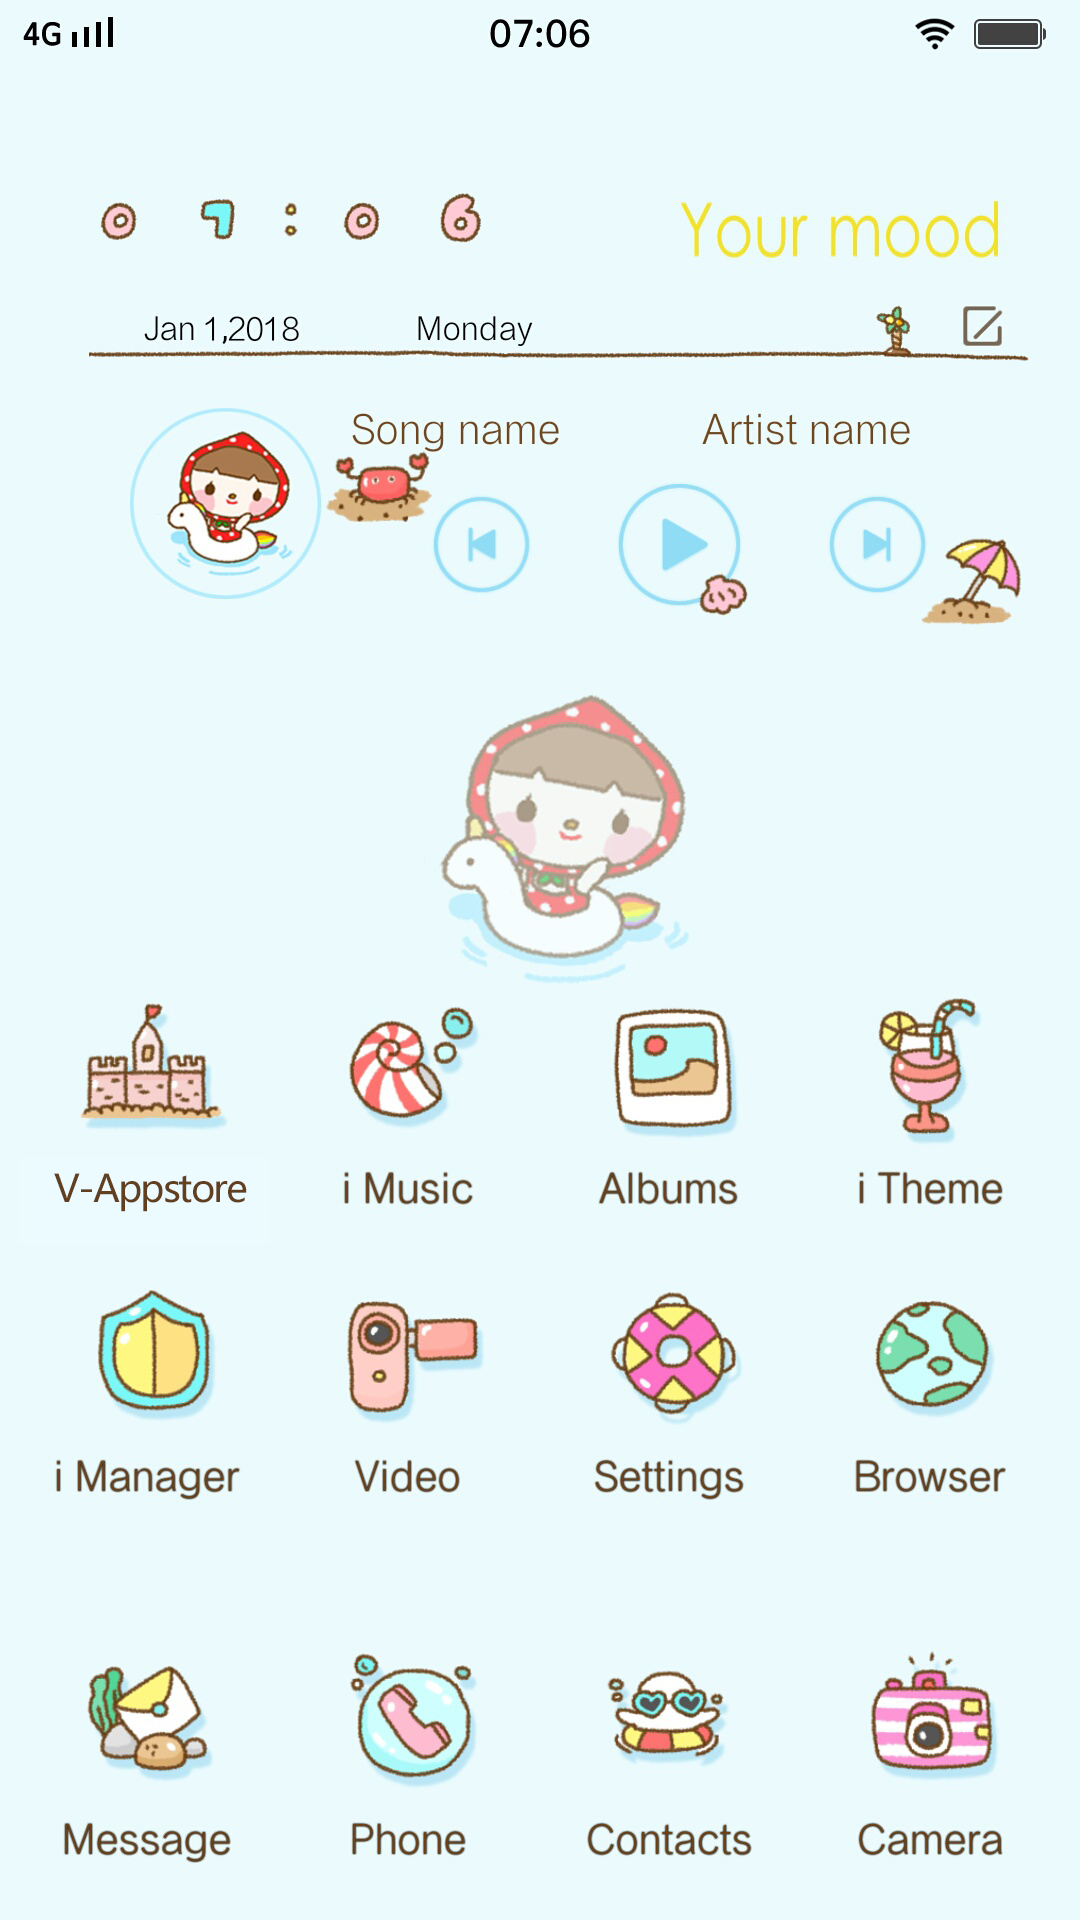 4G 07:06
07:06 Your mood
Jan 1,2018 Monday
Song name Artist name
V-Appstore i Music Albums i Theme
i Manager Video Settings Browser
Message Phone Contacts Camera